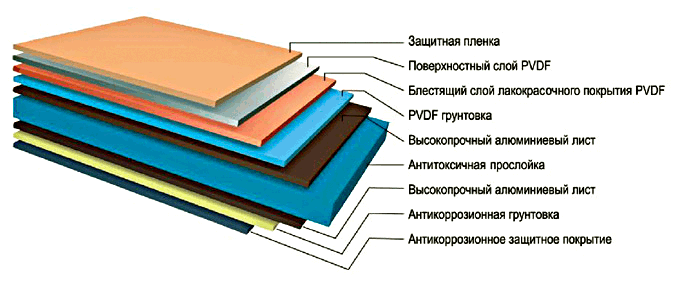 Защитная пленка
Поверхностный слой PVDF
Блестящий слой лакокрасочного покрытия PVDF
PVDF грунтовка
Высокопрочный алюминиевый лист
Антитоксичная прослойка
Высокопрочный алюминиевый лист
Антикоррозионная грунтовка
Антикоррозионное защитное покрытие